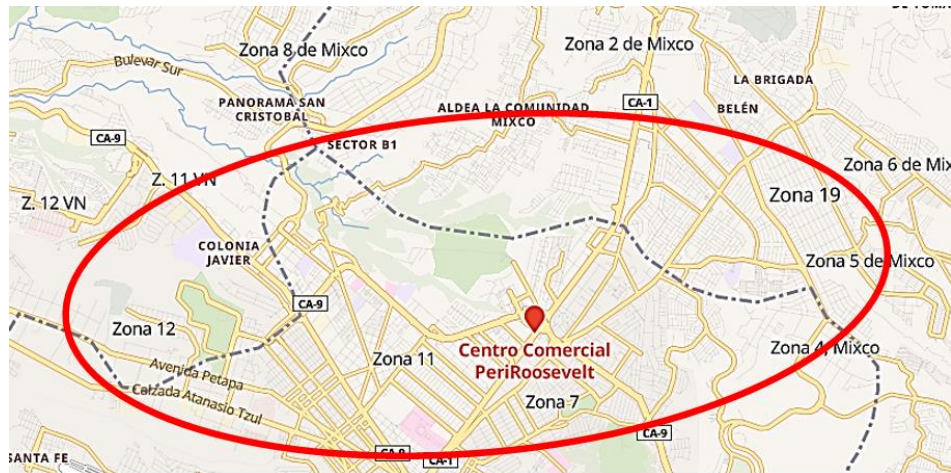 Zona 8 de Mixco
Zona 2 de Mixco
Bulevar Sur
LA BRIGADA
PANORAMA SAN
CRISTOBAL
ALDEA LA COMUNIDAD
MIXCO
CA-1
BELÉN
CA-9
SECTOR B1
Z. 11 VN
Zona 6 de Mix
Z. 12 VN
Zona 19
COLONIA
JAVIER
Zona 5 de Mixco
CA-9
Zona 12
Zona 11
Centro Comercial
PeriRoosevelt
Zona 4, Mixco
Avenida Petapa
Calzada Atanasio Tzul
Zona 7
CA-9
SANTA FE
CA-9
CA-1